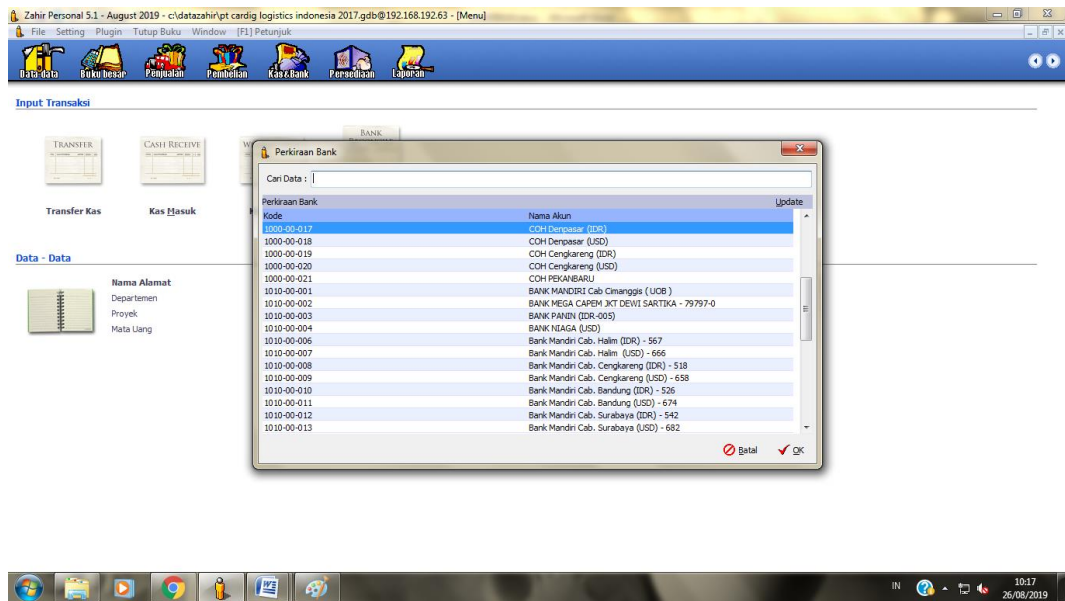 Zahir Personal 5.1 - August 2019 - c:\datazahir\pt cardig logistics indonesia 2017.gdb@192.168.192.63 - [Menu]
File Setting Plugin Tutup Buku Window [F1] Petunjuk
Data-data Buku besar Penjualan Pembelian Kas&Bank Persediaan Laporan
Input Transaksi
TRANSFER
CASH RECEIVE
BANK
Transfer Kas
Kas Masuk
Perkiraan Bank
Cari Data :
Perkiraan Bank Update
Kode Nama Akun
1000-00-017 COH Denpasar (IDR)
1000-00-018 COH Denpasar (USD)
1000-00-019 COH Cengkareng (IDR)
1000-00-020 COH Cengkareng (USD)
1000-00-021 COH PEKANBARU
1010-00-001 BANK MANDIRI Cab Cimanggis ( UOB )
1010-00-002 BANK MEGA CAPEM JKT DEWI SARTIKA - 79797-0
1010-00-003 BANK PANIN (IDR-005)
1010-00-004 BANK NIAGA (USD)
1010-00-006 Bank Mandiri Cab. Halim (IDR) - 567
1010-00-007 Bank Mandiri Cab. Halim (USD) - 666
1010-00-008 Bank Mandiri Cab. Cengkareng (IDR) - 518
1010-00-009 Bank Mandiri Cab. Cengkareng (USD) - 658
1010-00-010 Bank Mandiri Cab. Bandung (IDR) - 526
1010-00-011 Bank Mandiri Cab. Bandung (USD) - 674
1010-00-012 Bank Mandiri Cab. Surabaya (IDR) - 542
1010-00-013 Bank Mandiri Cab. Surabaya (USD) - 682
Batal OK
Data - Data
Nama Alamat
Departemen
Proyek
Mata Uang
IN
10:17
26/08/2019